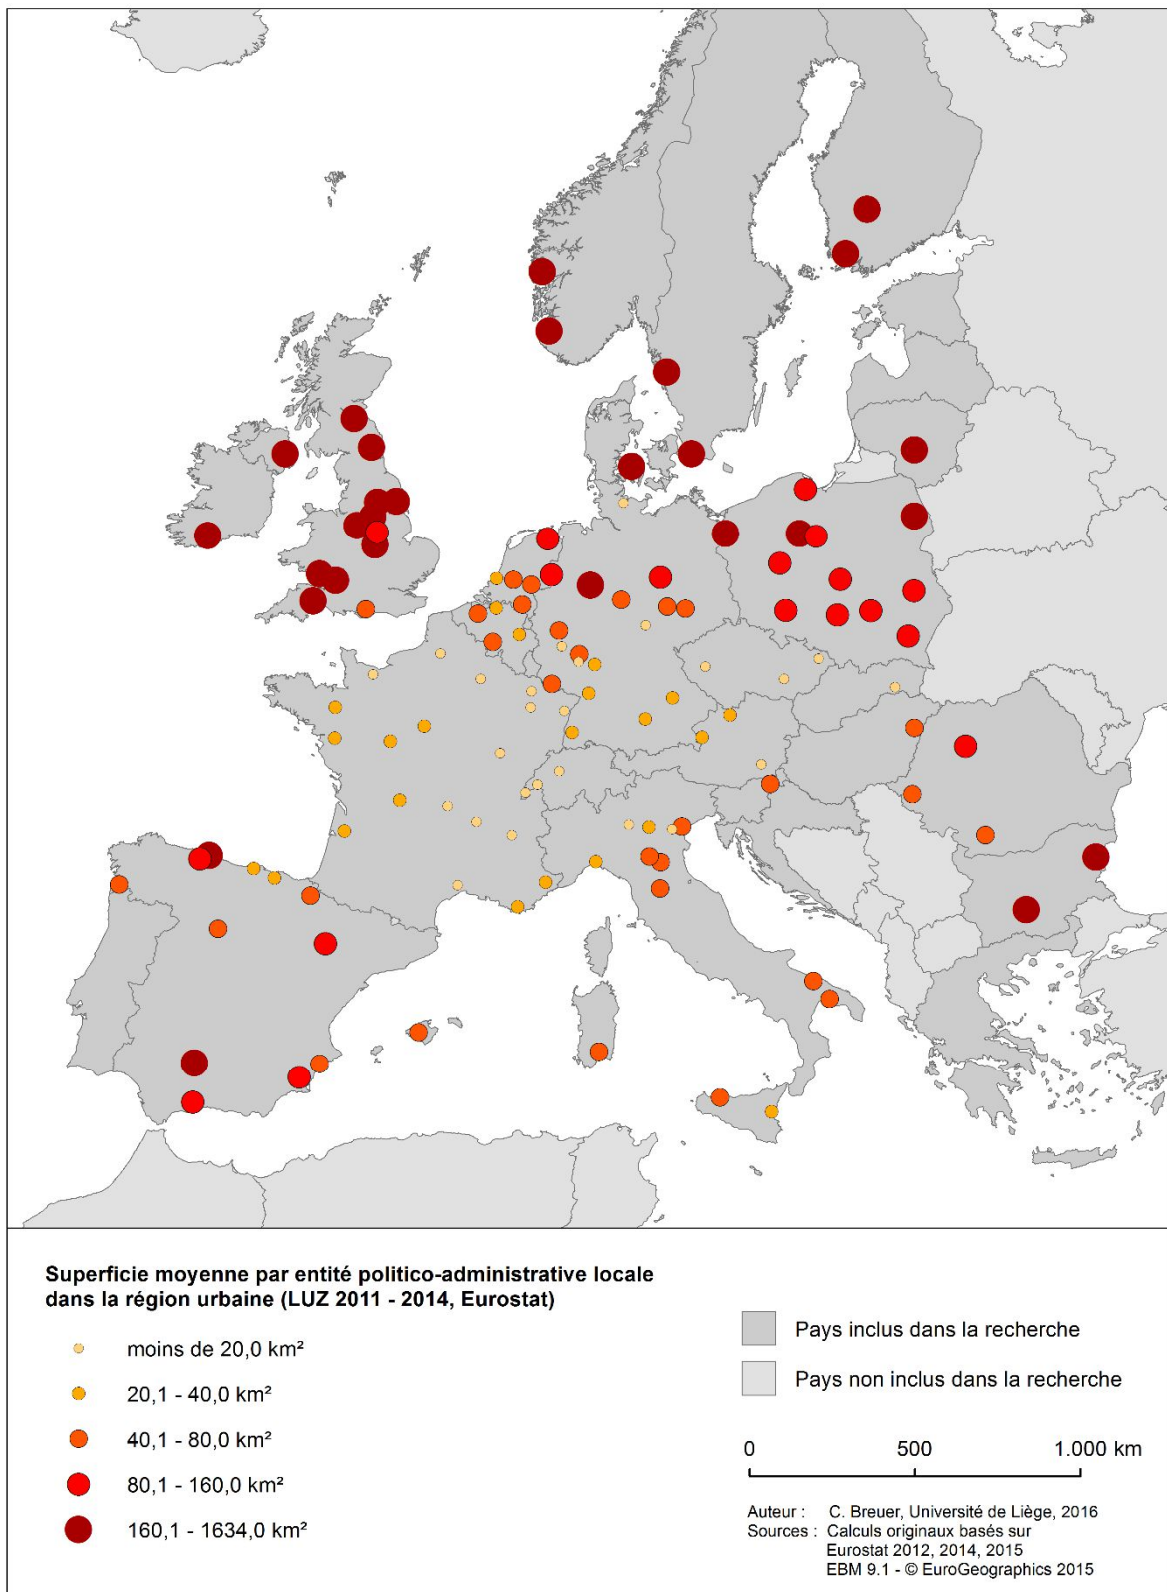 Superficie moyenne par entité politico-administrative locale
dans la région urbaine (LUZ 2011 - 2014, Eurostat)
moins de 20,0 km²
20,1 - 40,0 km²
40,1 - 80,0 km²
80,1 - 160,0 km²
160,1 - 1634,0 km²
Pays inclus dans la recherche
Pays non inclus dans la recherche
0 500 1.000 km
Auteur : C. Breuer, Université de Liège, 2016
Sources : Calculs originaux basés sur
Eurostat 2012, 2014, 2015
EBM 9.1 - © EuroGeographics 2015